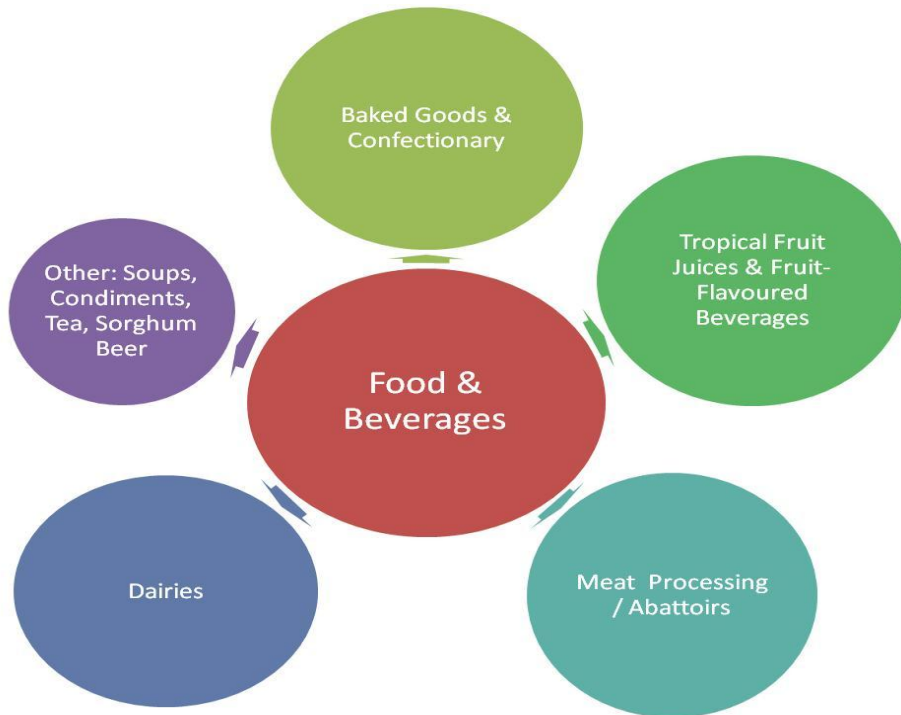 Baked Goods &
Confectionary
Tropical Fruit
Juices & Fruit-
Flavoured
Beverages
Other: Soups,
Condiments,
Tea, Sorghum
Beer
Food &
Beverages
Dairies
Meat  Processing
/ Abattoirs